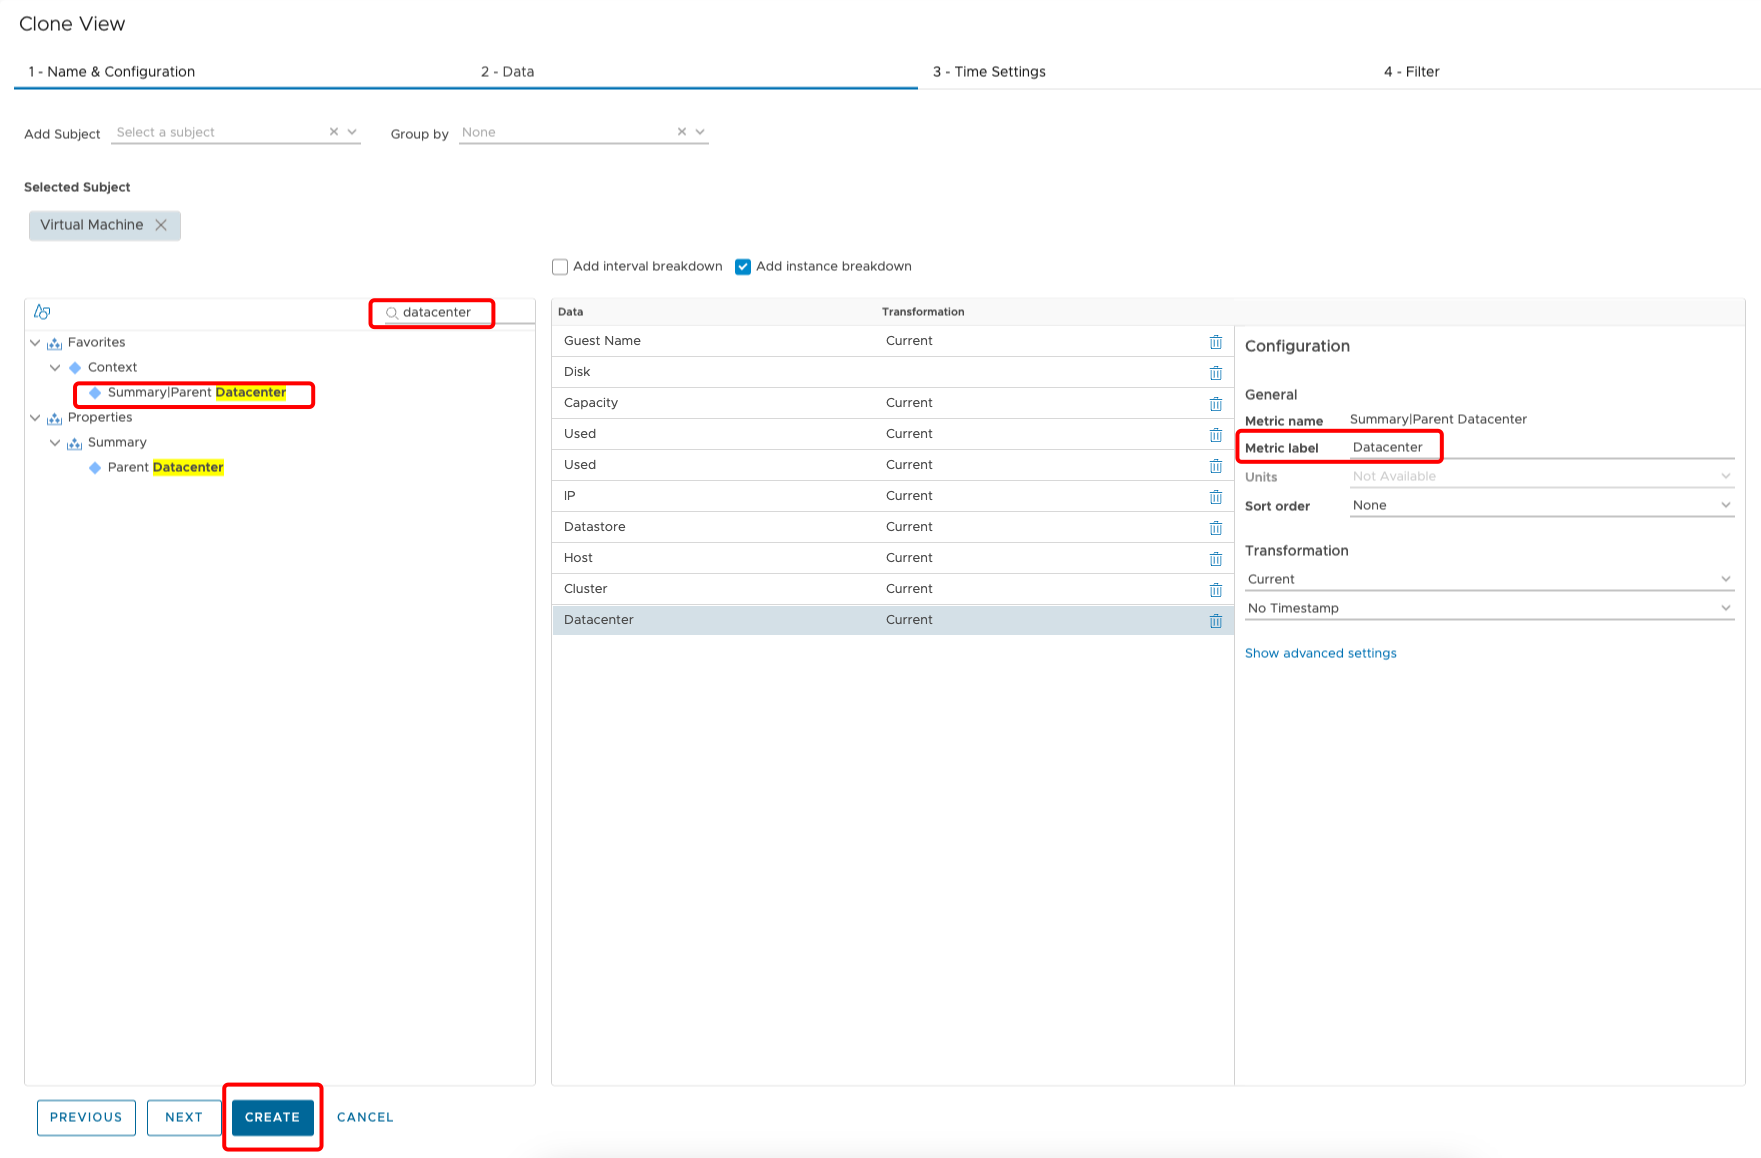 Clone View
1 - Name & Configuration
2 - Data
3 - Time Settings
4 - Filter
Add Subject Select a subject
Group by None
Selected Subject
Virtual Machine
Add interval breakdown
Add instance breakdown
datacenter
Favorites
Context
Summary|Parent Datacenter
Properties
Summary
Parent Datacenter
Data Transformation
Guest Name Current
Disk
Capacity Current
Used Current
Used Current
IP Current
Datastore Current
Host Current
Cluster Current
Datacenter Current
Configuration
General
Metric name Summary|Parent Datacenter
Metric label Datacenter
Units Not Available
Sort order None
Transformation
Current
No Timestamp
Show advanced settings
PREVIOUS
NEXT
CREATE
CANCEL